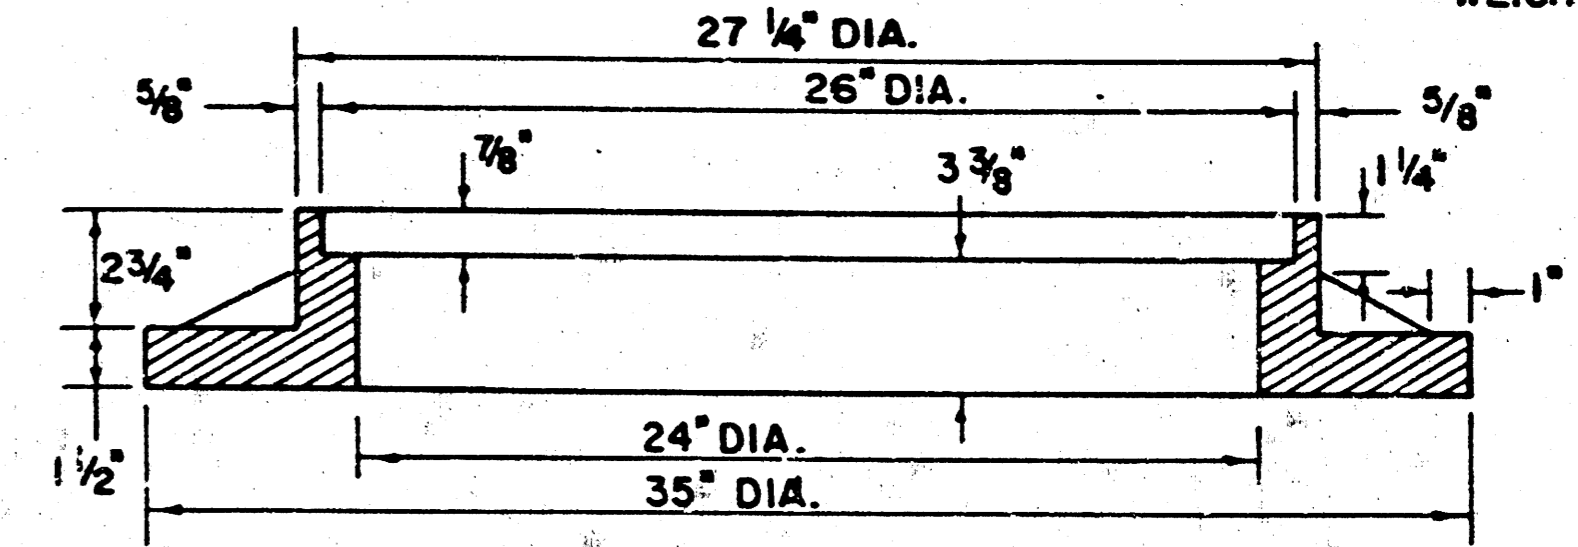 27 1/4" DIA.
26" DIA.
5/8"
5/8"
7/8"
3 3/8"
1 1/4"
2 3/4"
1"
1 1/2"
24" DIA.
35" DIA.